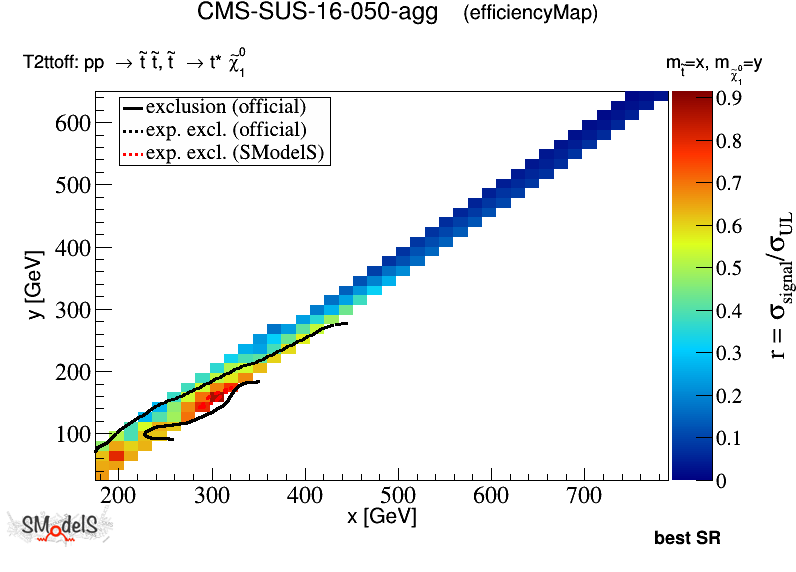 CMS-SUS-16-050-agg (efficiencyMap)
T2ttoff: pp → t̃ t̃, t̃ → t* χ̃₁⁰
m_t̃=x, m_χ̃₁⁰=y
exclusion (official)
exp. excl. (official)
exp. excl. (SModelS)
600
500
400
300
200
100
y [GeV]
200 300 400 500 600 700
x [GeV]
0.9
0.8
0.7
0.6
0.5
0.4
0.3
0.2
0.1
0
r = σ_signal/σ_UL
SModelS
best SR